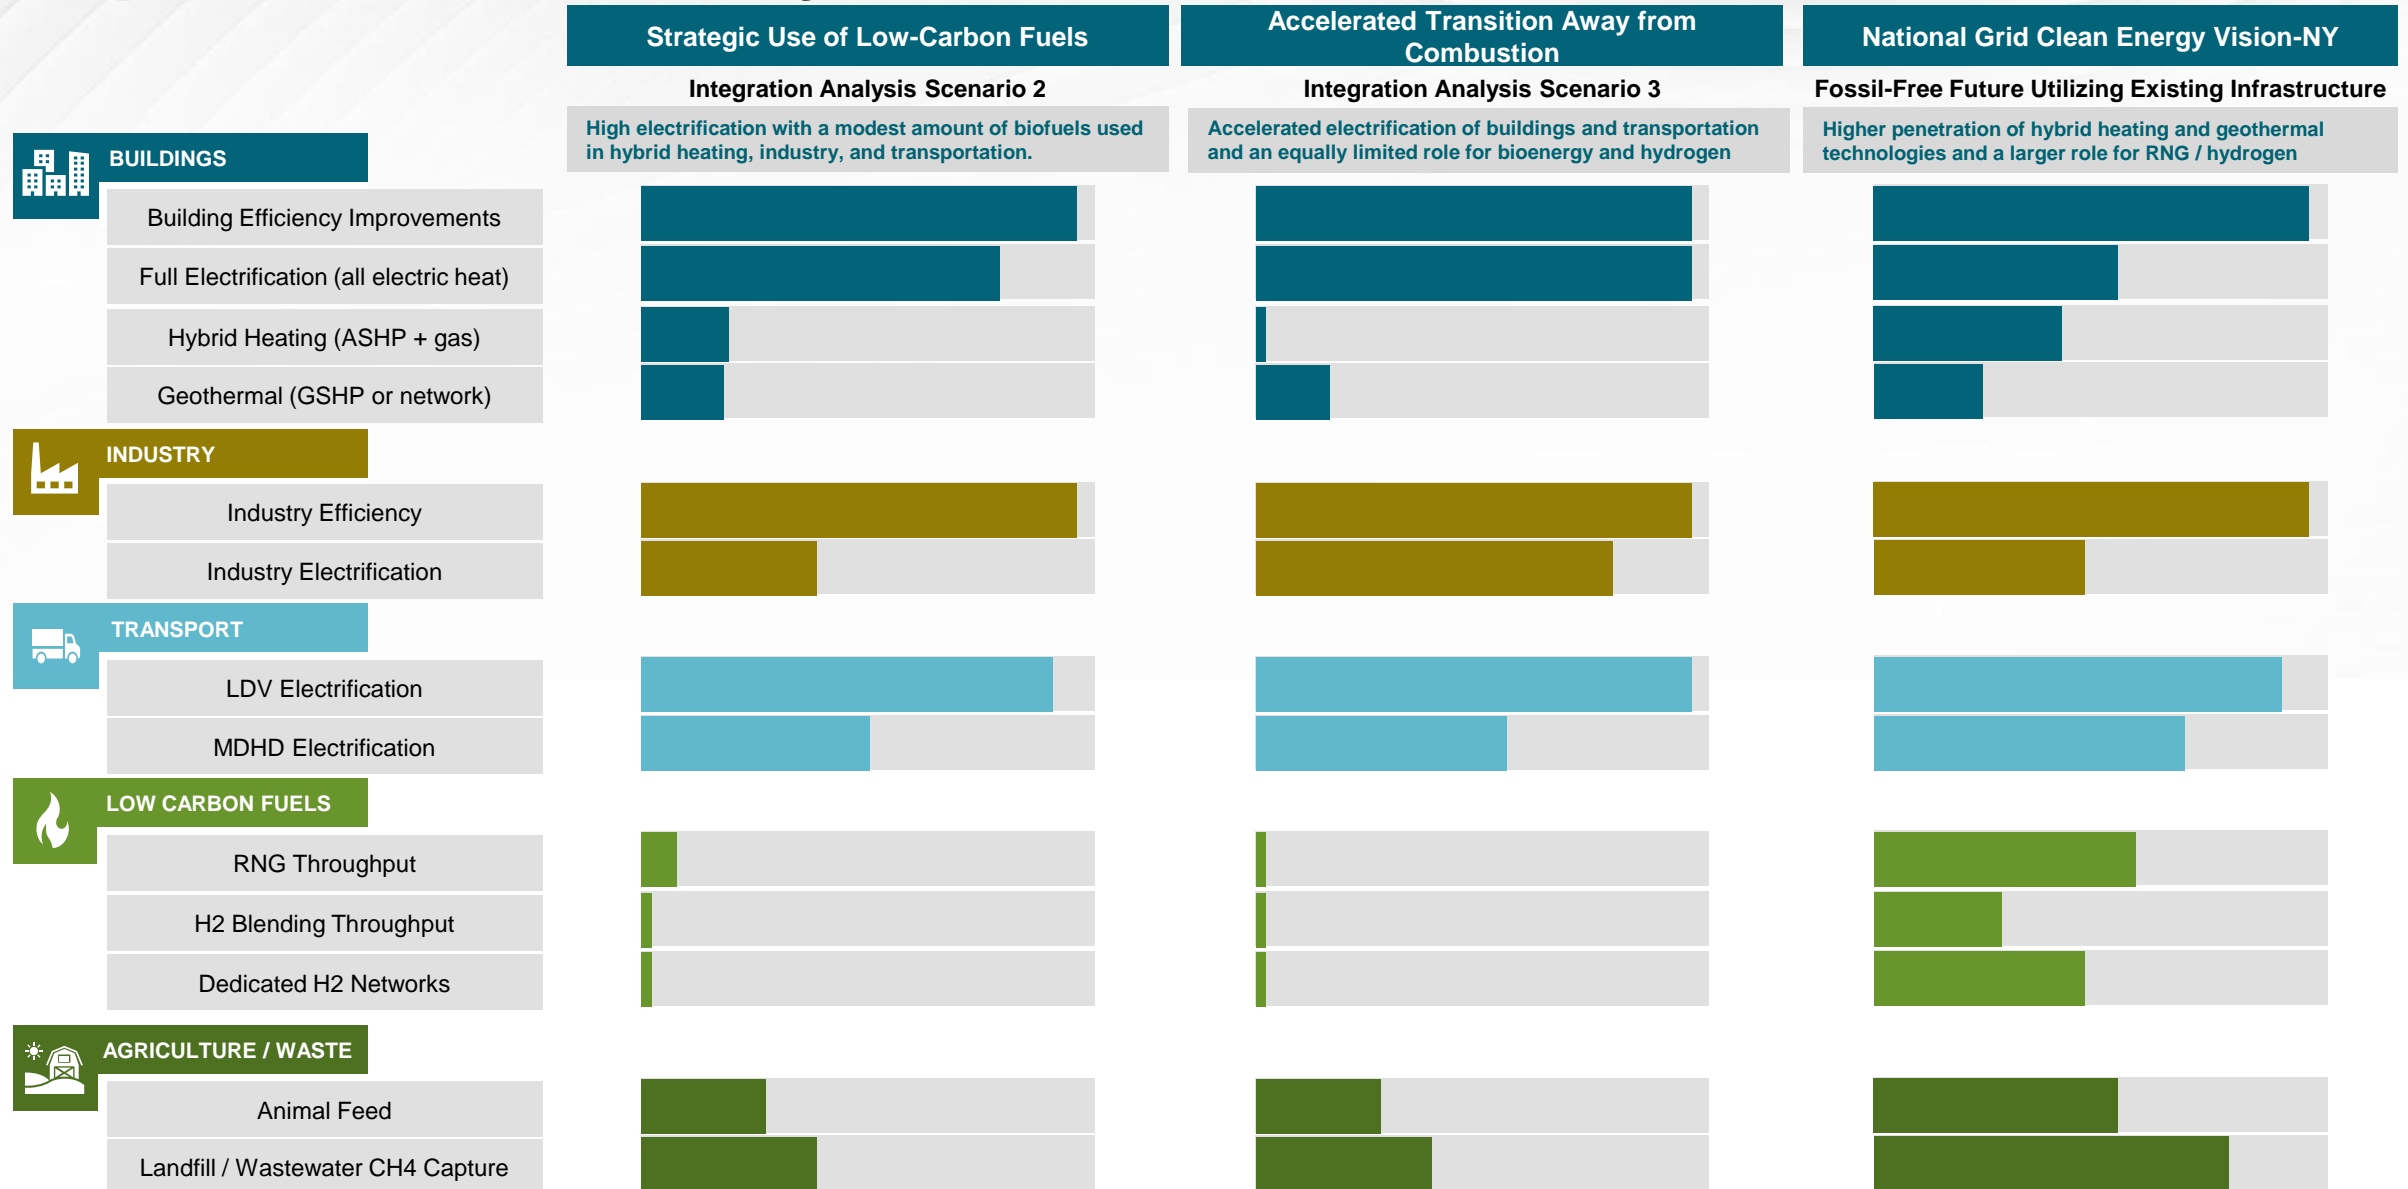 Strategic Use of Low-Carbon Fuels
Accelerated Transition Away from
Combustion
National Grid Clean Energy Vision-NY
Integration Analysis Scenario 2
Integration Analysis Scenario 3
Fossil-Free Future Utilizing Existing Infrastructure
High electrification with a modest amount of biofuels used
in hybrid heating, industry, and transportation.
Accelerated electrification of buildings and transportation
and an equally limited role for bioenergy and hydrogen
Higher penetration of hybrid heating and geothermal
technologies and a larger role for RNG / hydrogen
BUILDINGS
Building Efficiency Improvements
Full Electrification (all electric heat)
Hybrid Heating (ASHP + gas)
Geothermal (GSHP or network)
INDUSTRY
Industry Efficiency
Industry Electrification
TRANSPORT
LDV Electrification
MDHD Electrification
LOW CARBON FUELS
RNG Throughput
H2 Blending Throughput
Dedicated H2 Networks
AGRICULTURE / WASTE
Animal Feed
Landfill / Wastewater CH4 Capture